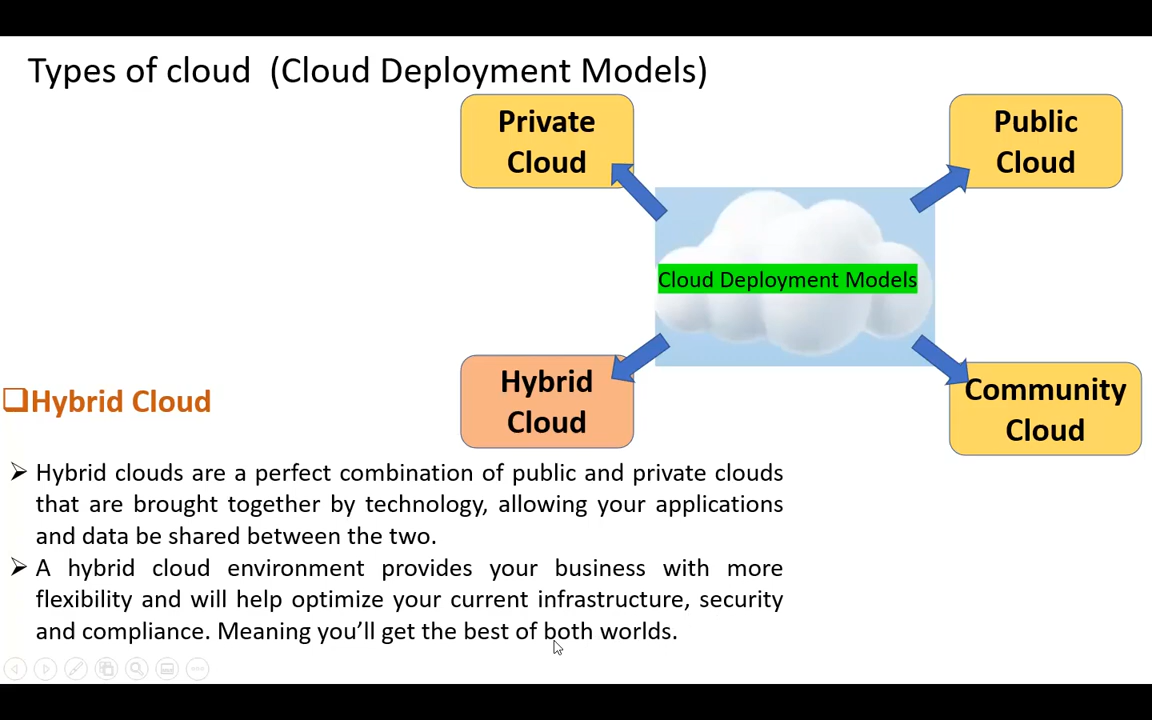 Types of cloud (Cloud Deployment Models)
Private
Cloud
Public
Cloud
Cloud Deployment Models
Hybrid
Cloud
Community
Cloud
Hybrid Cloud
Hybrid clouds are a perfect combination of public and private clouds
that are brought together by technology, allowing your applications
and data be shared between the two.
A hybrid cloud environment provides your business with more
flexibility and will help optimize your current infrastructure, security
and compliance. Meaning you’ll get the best of both worlds.